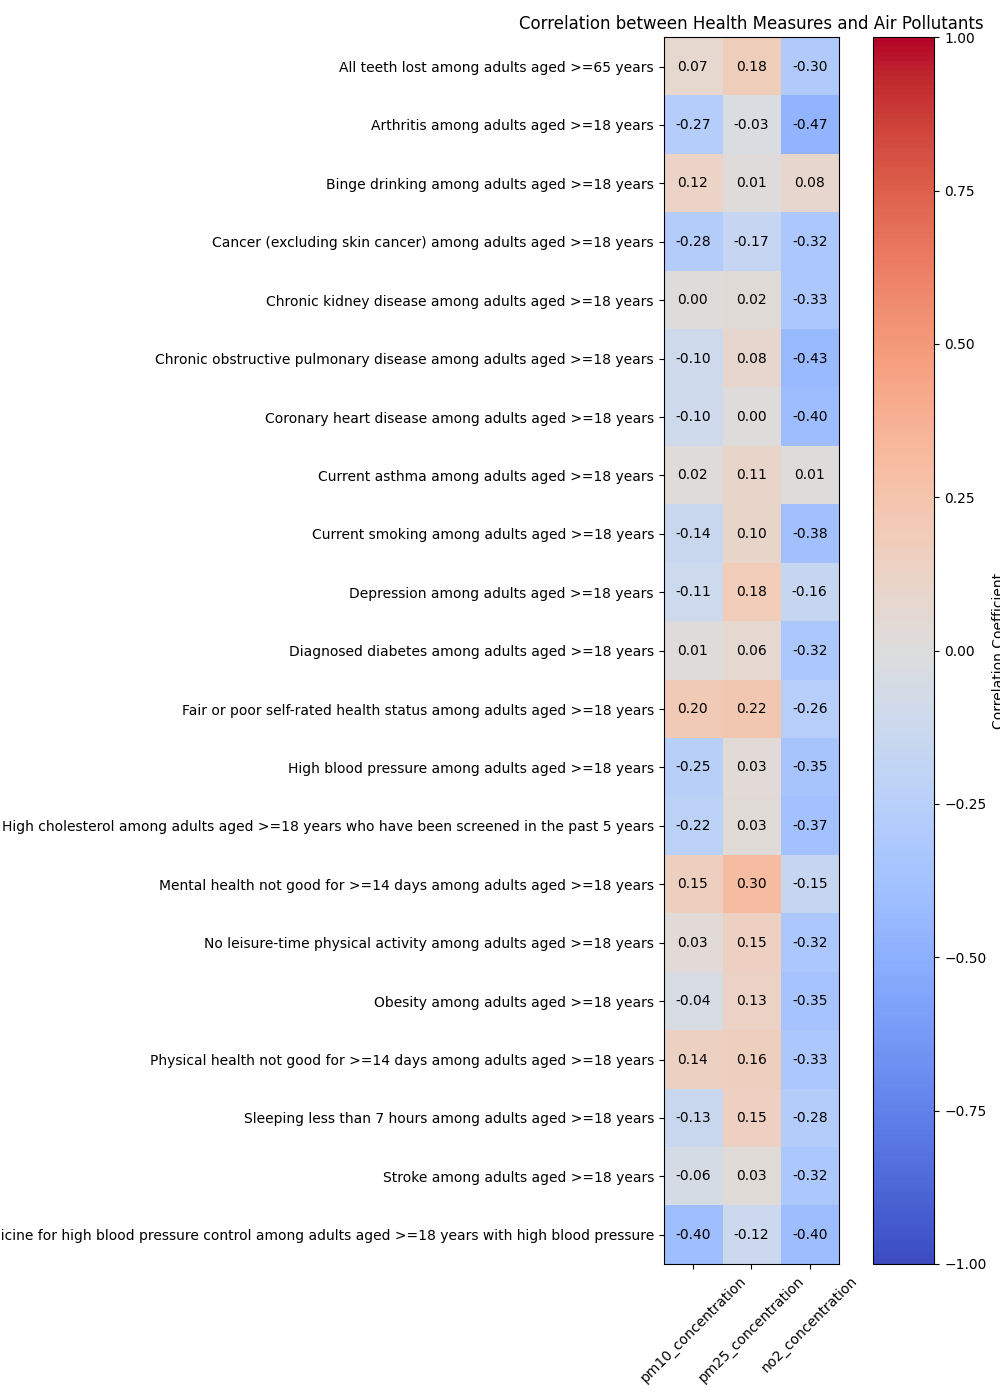 Correlation between Health Measures and Air Pollutants
All teeth lost among adults aged >=65 years 0.07 0.18 -0.30
Arthritis among adults aged >=18 years -0.27 -0.03 -0.47
Binge drinking among adults aged >=18 years 0.12 0.01 0.08
Cancer (excluding skin cancer) among adults aged >=18 years -0.28 -0.17 -0.32
Chronic kidney disease among adults aged >=18 years 0.00 0.02 -0.33
Chronic obstructive pulmonary disease among adults aged >=18 years -0.10 0.08 -0.43
Coronary heart disease among adults aged >=18 years -0.10 0.00 -0.40
Current asthma among adults aged >=18 years 0.02 0.11 0.01
Current smoking among adults aged >=18 years -0.14 0.10 -0.38
Depression among adults aged >=18 years -0.11 0.18 -0.16
Diagnosed diabetes among adults aged >=18 years 0.01 0.06 -0.32
Fair or poor self-rated health status among adults aged >=18 years 0.20 0.22 -0.26
High blood pressure among adults aged >=18 years -0.25 0.03 -0.35
High cholesterol among adults aged >=18 years who have been screened in the past 5 years -0.22 0.03 -0.37
Mental health not good for >=14 days among adults aged >=18 years 0.15 0.30 -0.15
No leisure-time physical activity among adults aged >=18 years 0.03 0.15 -0.32
Obesity among adults aged >=18 years -0.04 0.13 -0.35
Physical health not good for >=14 days among adults aged >=18 years 0.14 0.16 -0.33
Sleeping less than 7 hours among adults aged >=18 years -0.13 0.15 -0.28
Stroke among adults aged >=18 years -0.06 0.03 -0.32
icine for high blood pressure control among adults aged >=18 years with high blood pressure -0.40 -0.12 -0.40
pm10_concentration
pm25_concentration
no2_concentration
1.00
0.75
0.50
0.25
0.00
−0.25
−0.50
−0.75
−1.00
Correlation Coefficient